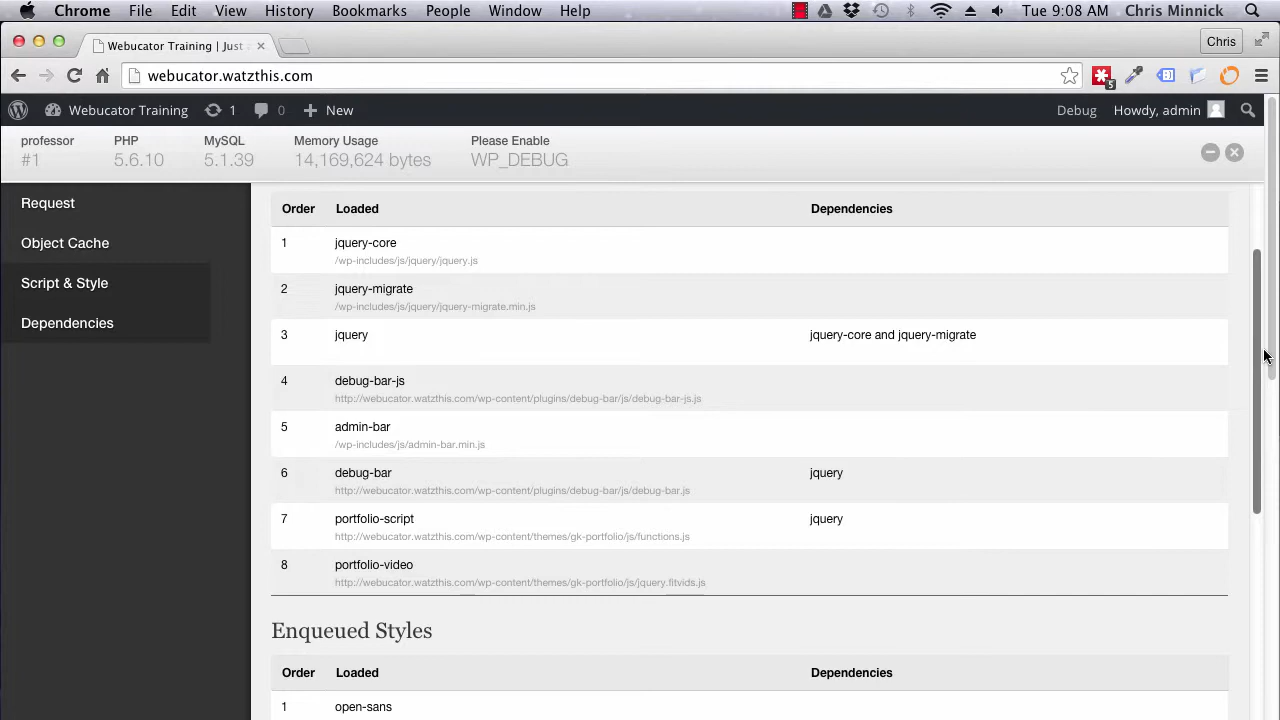 Chrome File Edit View History Bookmarks People Window Help Tue 9:08 AM Chris Minnick
Webucator Training | Just Chris
webucator.watzthis.com 5
Webucator Training 1 0 New Debug Howdy, admin
professor PHP MySQL Memory Usage Please Enable
#1 5.6.10 5.1.39 14,169,624 bytes WP_DEBUG
Request
Object Cache
Script & Style
Dependencies
Order Loaded Dependencies
1 jquery-core
/wp-includes/js/jquery/jquery.js
2 jquery-migrate
/wp-includes/js/jquery/jquery-migrate.min.js
3 jquery jquery-core and jquery-migrate
4 debug-bar-js
http://webucator.watzthis.com/wp-content/plugins/debug-bar/js/debug-bar-js.js
5 admin-bar
/wp-includes/js/admin-bar.min.js
6 debug-bar jquery
http://webucator.watzthis.com/wp-content/plugins/debug-bar/js/debug-bar.js
7 portfolio-script jquery
http://webucator.watzthis.com/wp-content/themes/gk-portfolio/js/functions.js
8 portfolio-video
http://webucator.watzthis.com/wp-content/themes/gk-portfolio/js/jquery.fitvids.js
Enqueued Styles
Order Loaded Dependencies
1 open-sans